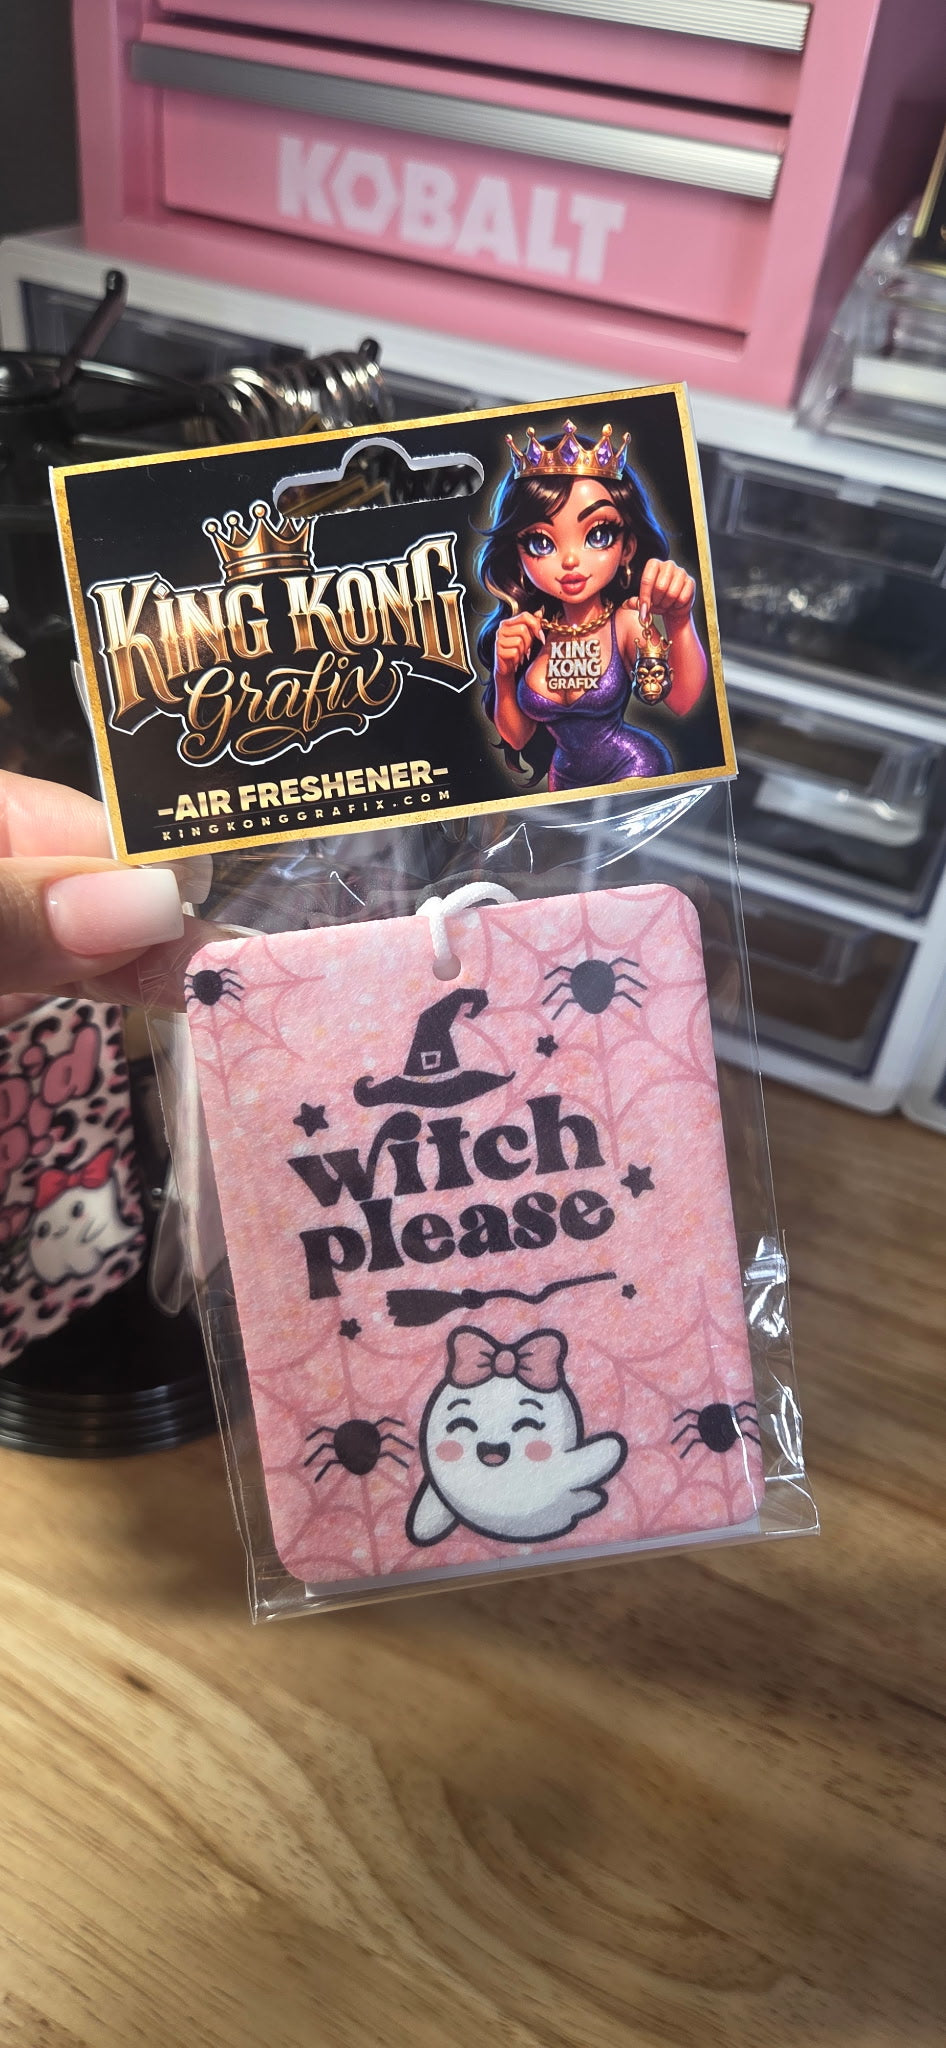 KOBALT
KING KONG
Grafix
-AIR FRESHENER-
KINGKONGGRAFIX.COM
KING
KONG
GRAFIX
witch
please